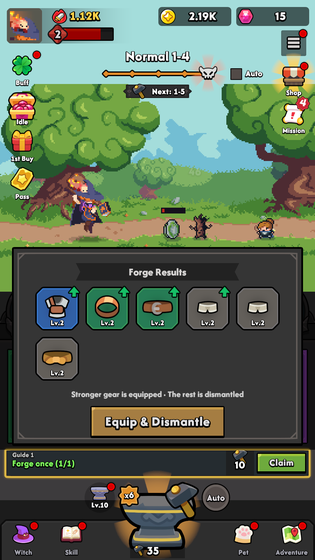 1.12K
2.19K
15
2
Normal 1-4
Auto
Next: 1-5
Buff
Idle
1st Buy
Pass
Shop
4
Mission
Forge Results
Lv.2
Lv.2
Lv.2
Lv.2
Lv.2
Lv.2
Stronger gear is equipped · The rest is dismantled
Equip & Dismantle
Guide 1
Forge once (1/1)
10
Claim
Lv.10
x6
Auto
35
Witch
Skill
Pet
Adventure